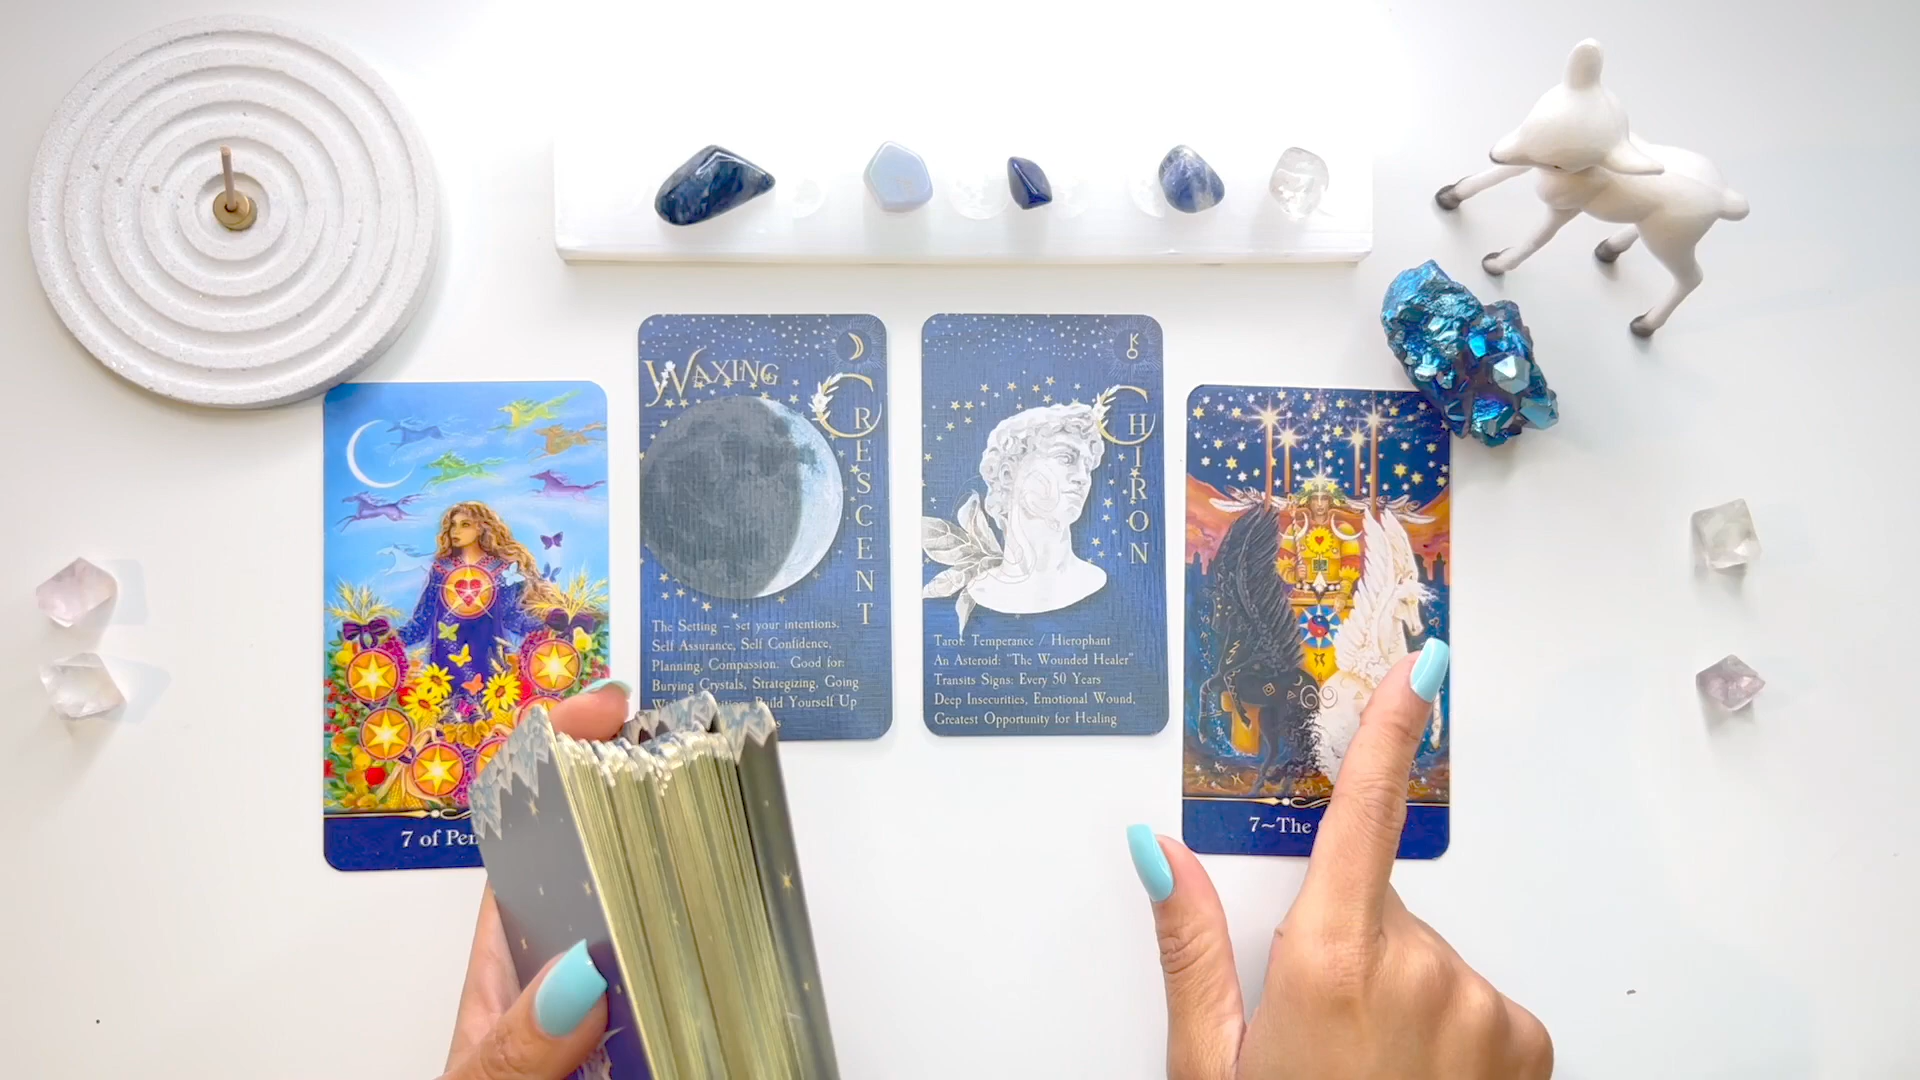 WAXING
CRESCENT
The Setting – set your intentions.
Self Assurance, Self Confidence,
Planning, Compassion. Good for:
Burying Crystals, Strategizing, Going
Build Yourself Up
CHIRON
Tarot: Temperance / Hierophant
An Asteroid: "The Wounded Healer"
Transits Signs: Every 50 Years
Deep Insecurities, Emotional Wound,
Greatest Opportunity for Healing
7 of Pen
7~The